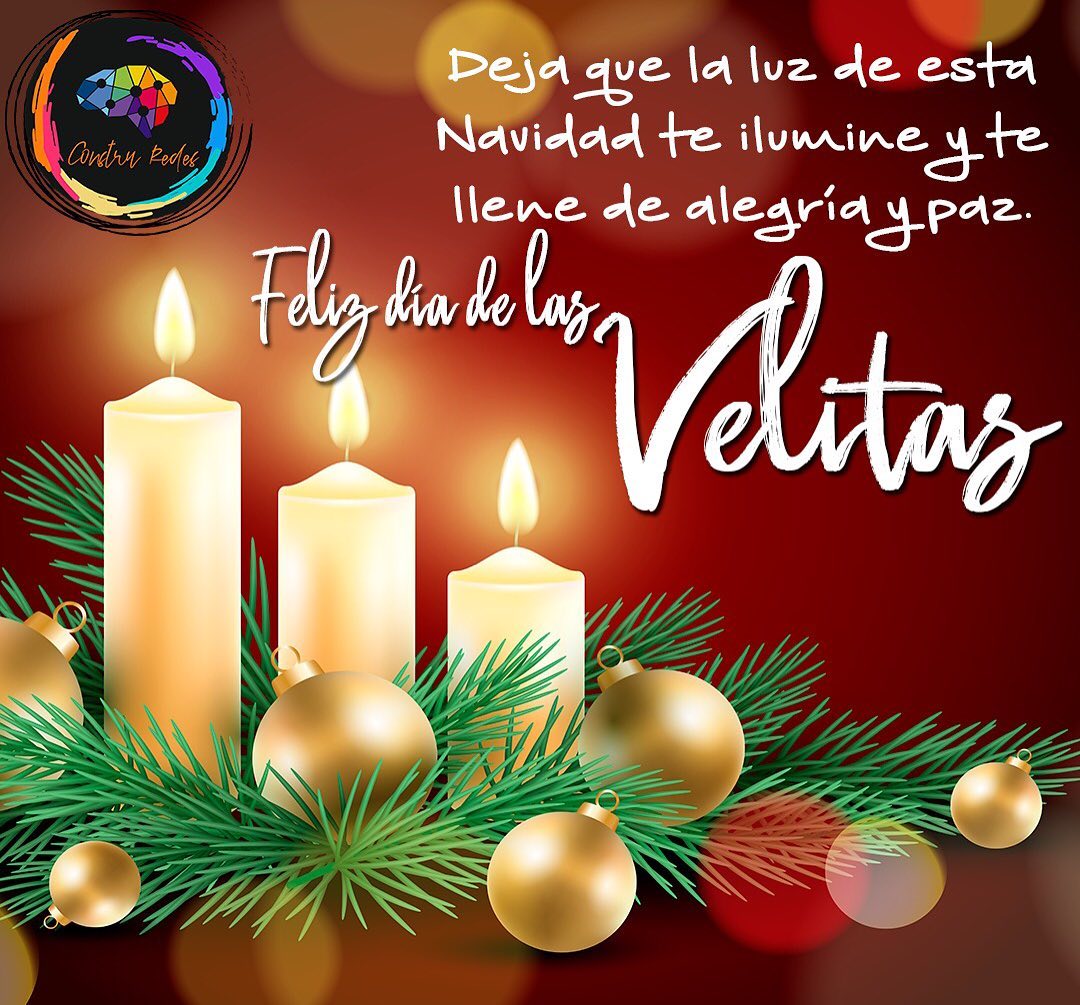 Constru Redes
Deja que la luz de esta
Navidad te ilumine y te
llene de alegría y paz.
Feliz día de las
Velitas